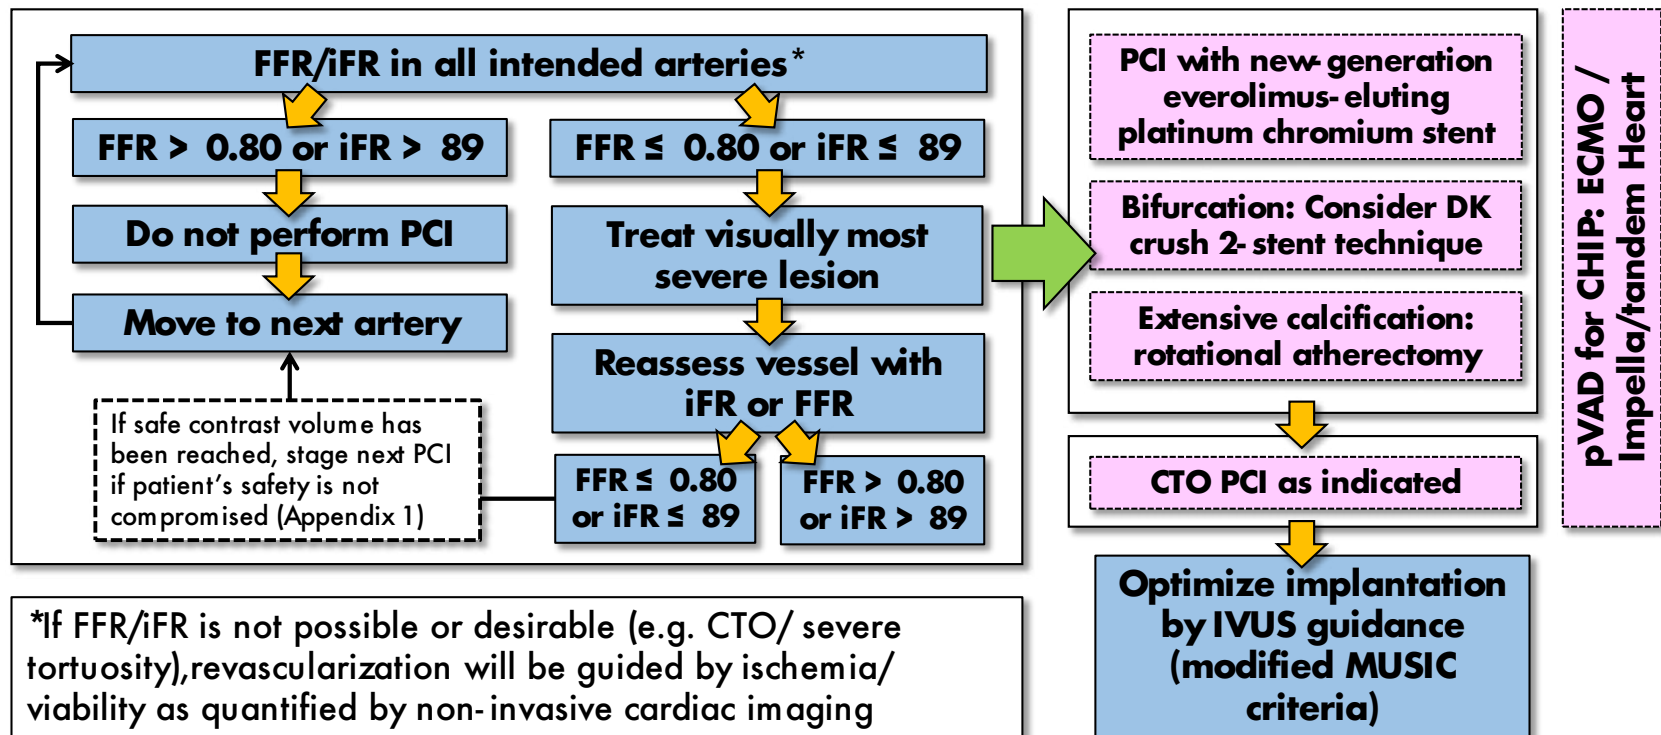 FFR/iFR in all intended arteries*
FFR > 0.80 or iFR > 89
Do not perform PCI
Move to next artery
If safe contrast volume has
been reached, stage next PCI
if patient's safety is not
compromised (Appendix 1)
FFR ≤ 0.80 or iFR ≤ 89
Treat visually most
severe lesion
Reassess vessel with
iFR or FFR
FFR ≤ 0.80
or iFR ≤ 89
FFR > 0.80
or iFR > 89
*If FFR/iFR is not possible or desirable (e.g. CTO/ severe
tortuosity),revascularization will be guided by ischemia/
viability as quantified by non-invasive cardiac imaging
PCI with new-generation
everolimus-eluting
platinum chromium stent
Bifurcation: Consider DK
crush 2-stent technique
Extensive calcification:
rotational atherectomy
CTO PCI as indicated
Optimize implantation
by IVUS guidance
(modified MUSIC
criteria)
pVAD for CHIP: ECMO /
Impella/tandem Heart